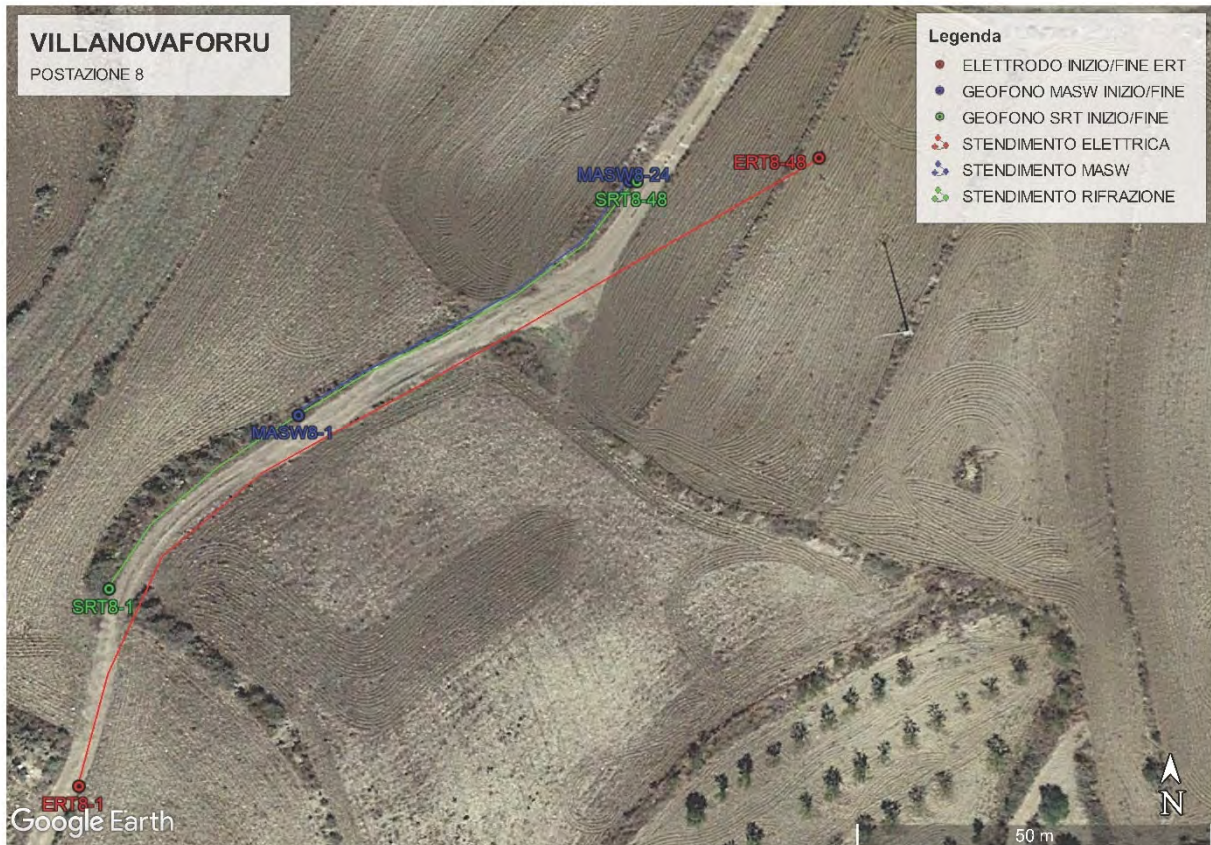 VILLANOVAFORRU
POSTAZIONE 8
Legenda
ELETTRODO INIZIO/FINE ERT
GEOFONO MASW INIZIO/FINE
GEOFONO SRT INIZIO/FINE
STENDIMENTO ELETTRICA
STENDIMENTO MASW
STENDIMENTO RIFRAZIONE
ERT8-48
MASW8-24
SRT8-48
MASW8-1
SRT8-1
ERT8-1
Google Earth
N
50 m